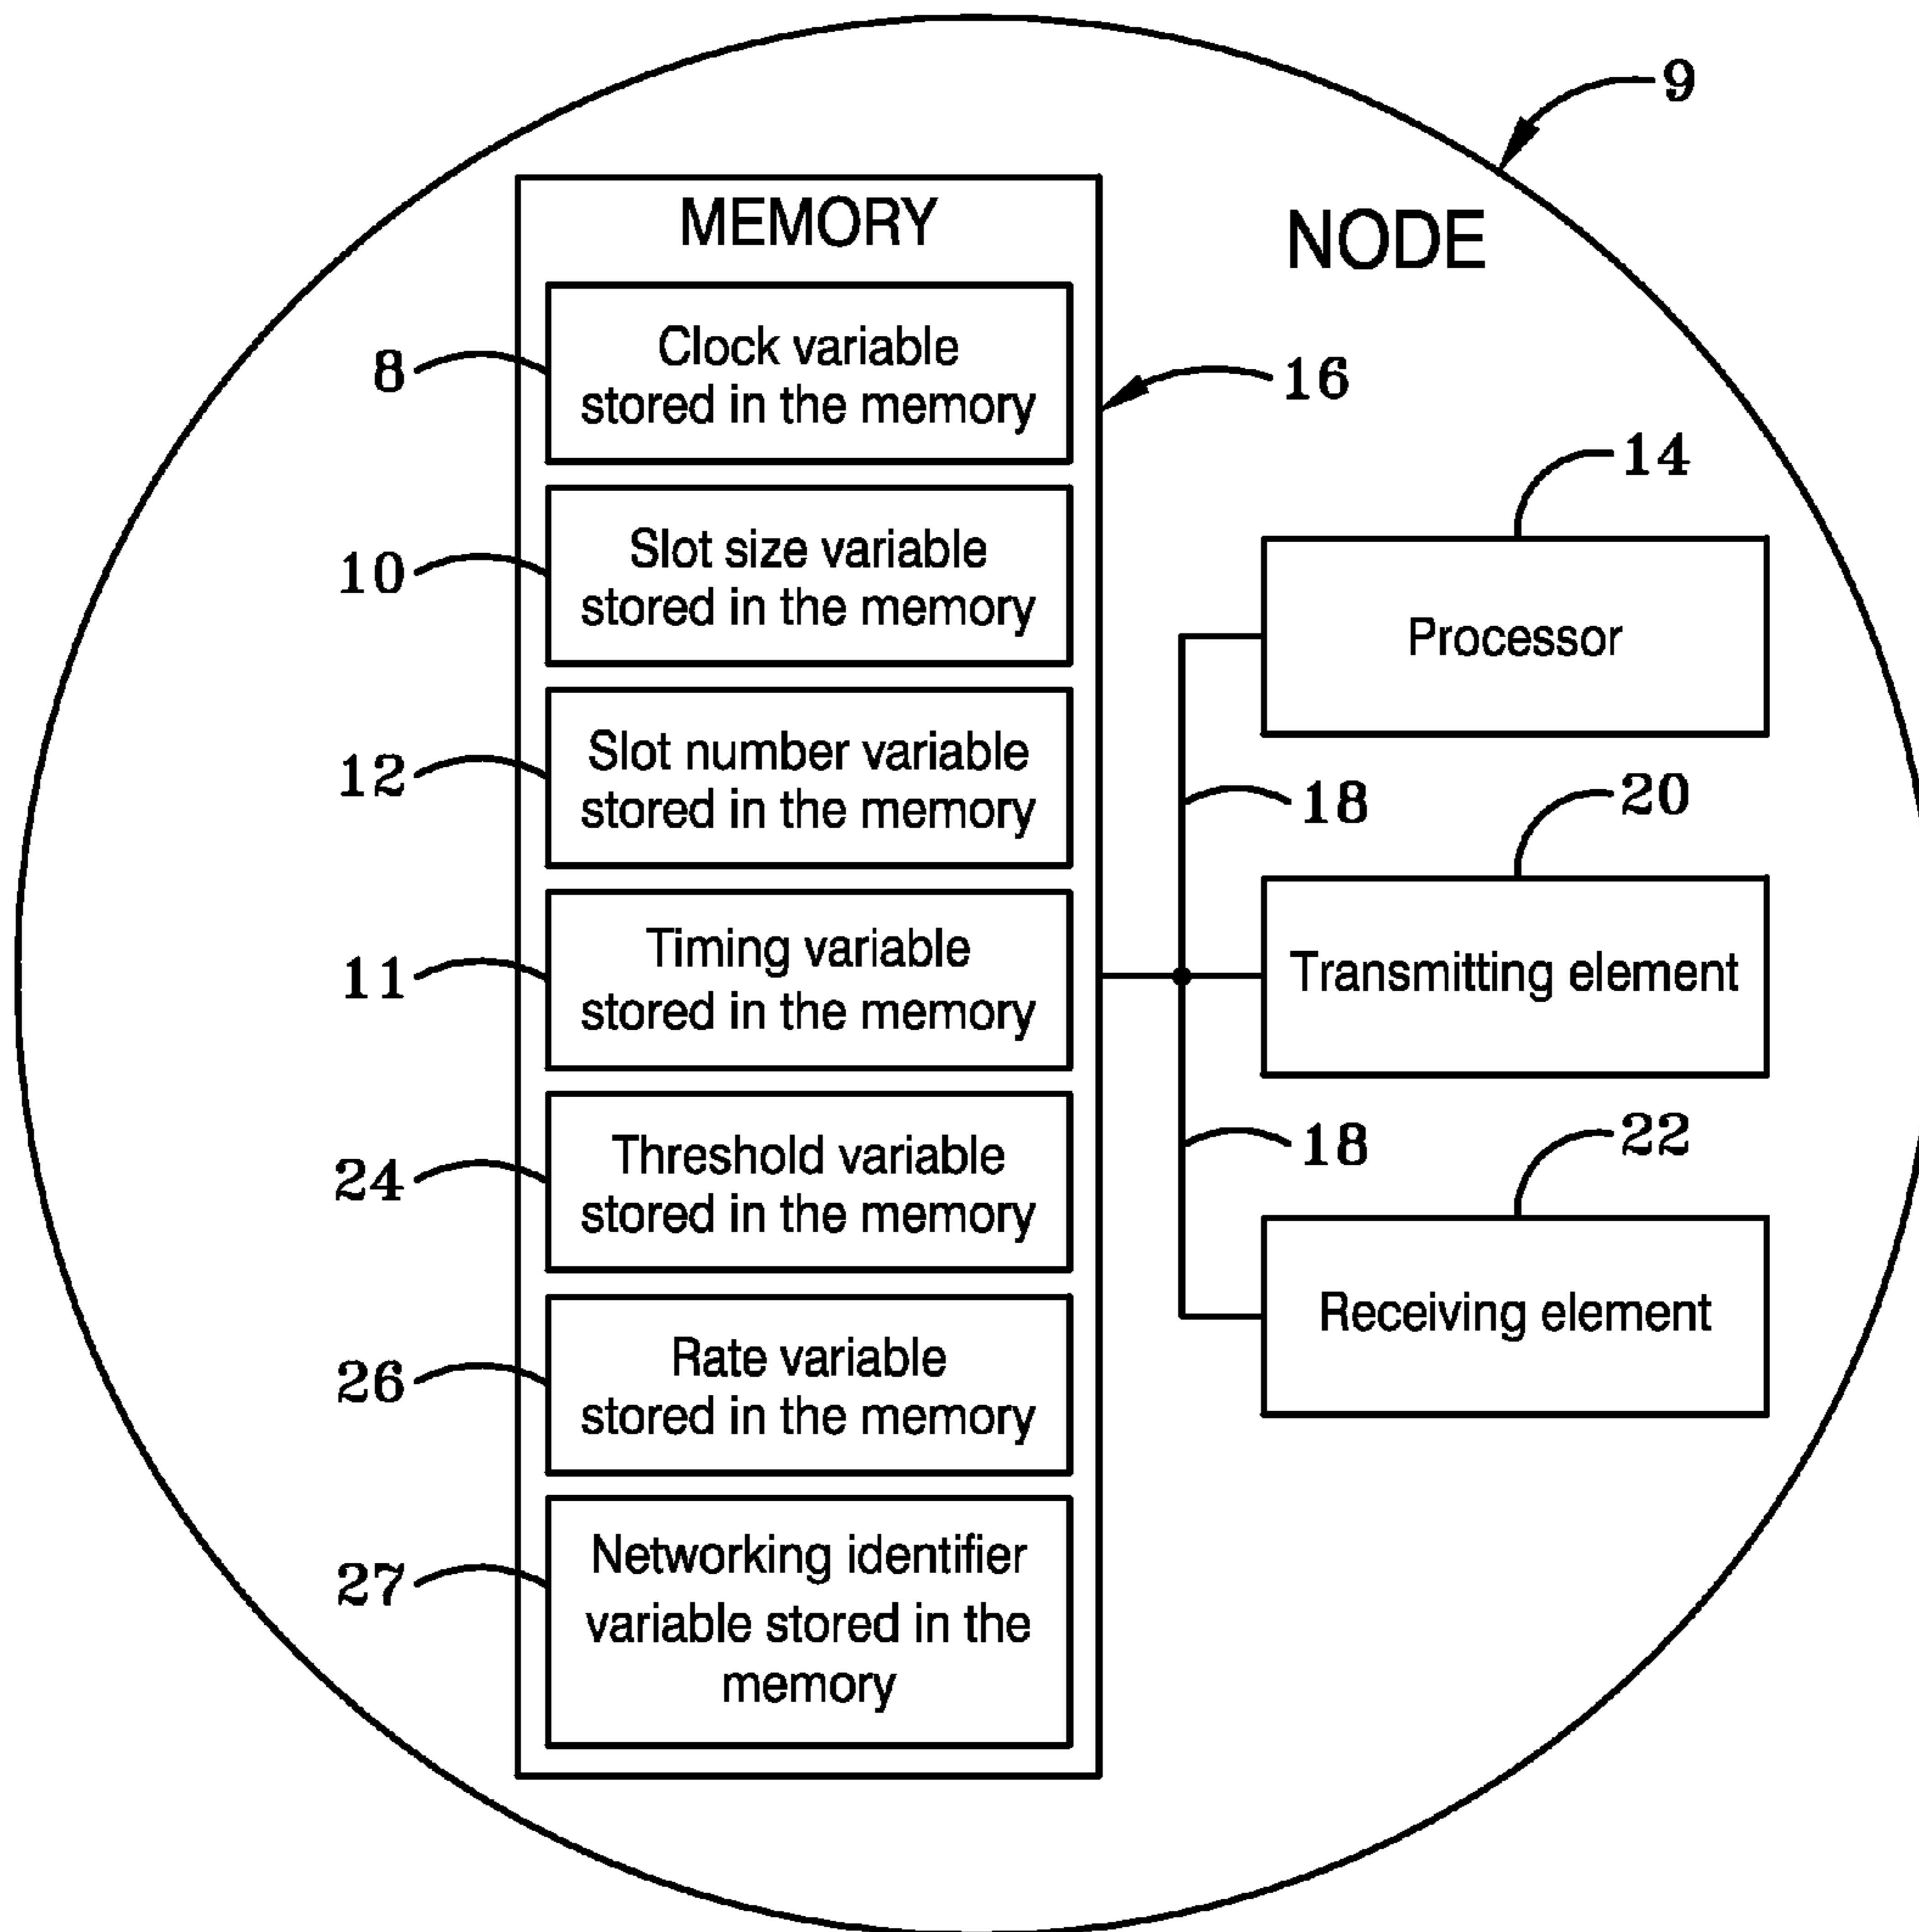 9
NODE
MEMORY
8
Clock variable
stored in the memory
16
10
Slot size variable
stored in the memory
14
Processor
12
Slot number variable
stored in the memory
18
20
Transmitting element
11
Timing variable
stored in the memory
24
Threshold variable
stored in the memory
18
22
Receiving element
26
Rate variable
stored in the memory
27
Networking identifier
variable stored in the
memory